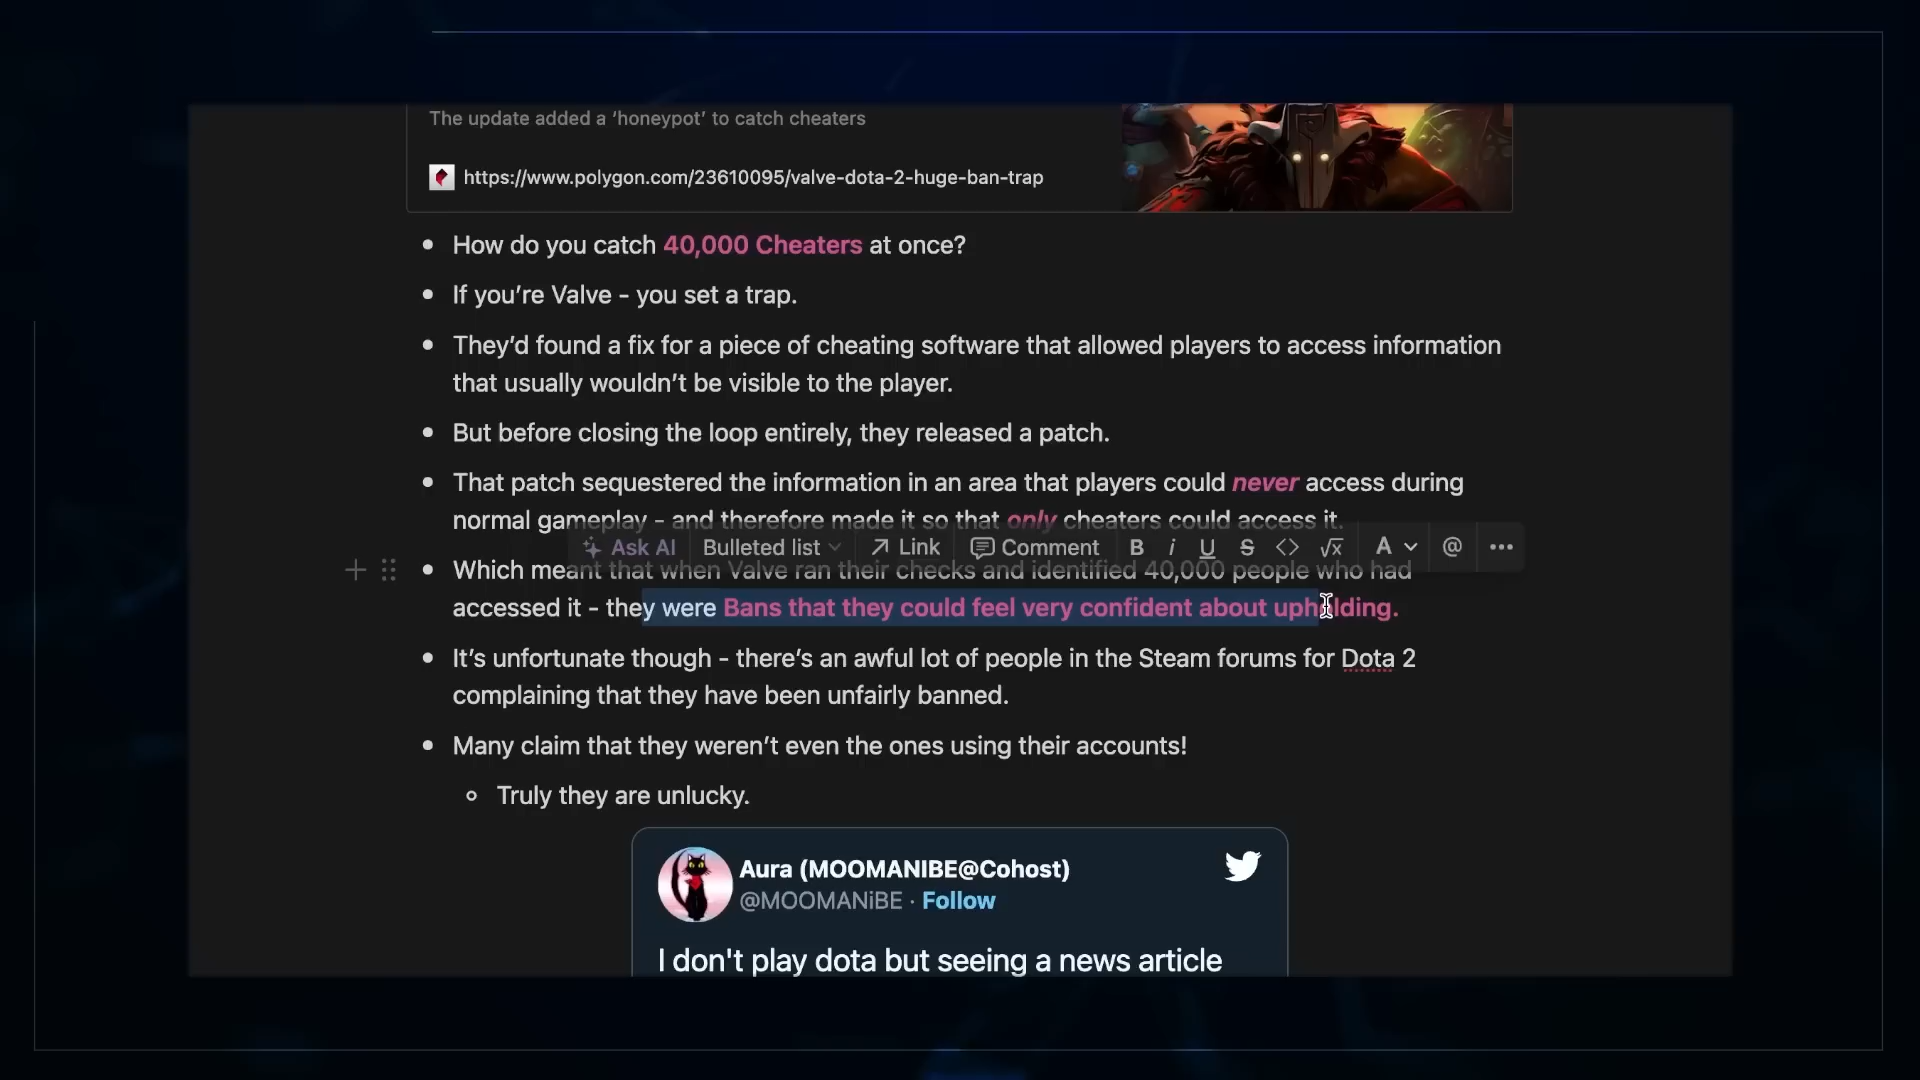 The update added a ‘honeypot’ to catch cheaters
https://www.polygon.com/23610095/valve-dota-2-huge-ban-trap
How do you catch 40,000 Cheaters at once?
If you’re Valve - you set a trap.
They’d found a fix for a piece of cheating software that allowed players to access information
that usually wouldn’t be visible to the player.
But before closing the loop entirely, they released a patch.
That patch sequestered the information in an area that players could never access during
normal gameplay - and therefore made it so that only cheaters could access it.
Ask AI Bulleted list Link Comment B i U S <> √x A @ •••
Which meant that when Valve ran their checks and identified 40,000 people who had
accessed it - they were Bans that they could feel very confident about upholding.
It’s unfortunate though - there’s an awful lot of people in the Steam forums for Dota 2
complaining that they have been unfairly banned.
Many claim that they weren’t even the ones using their accounts!
Truly they are unlucky.
Aura (MOOMANIBE@Cohost)
@MOOMANiBE · Follow
I don't play dota but seeing a news article